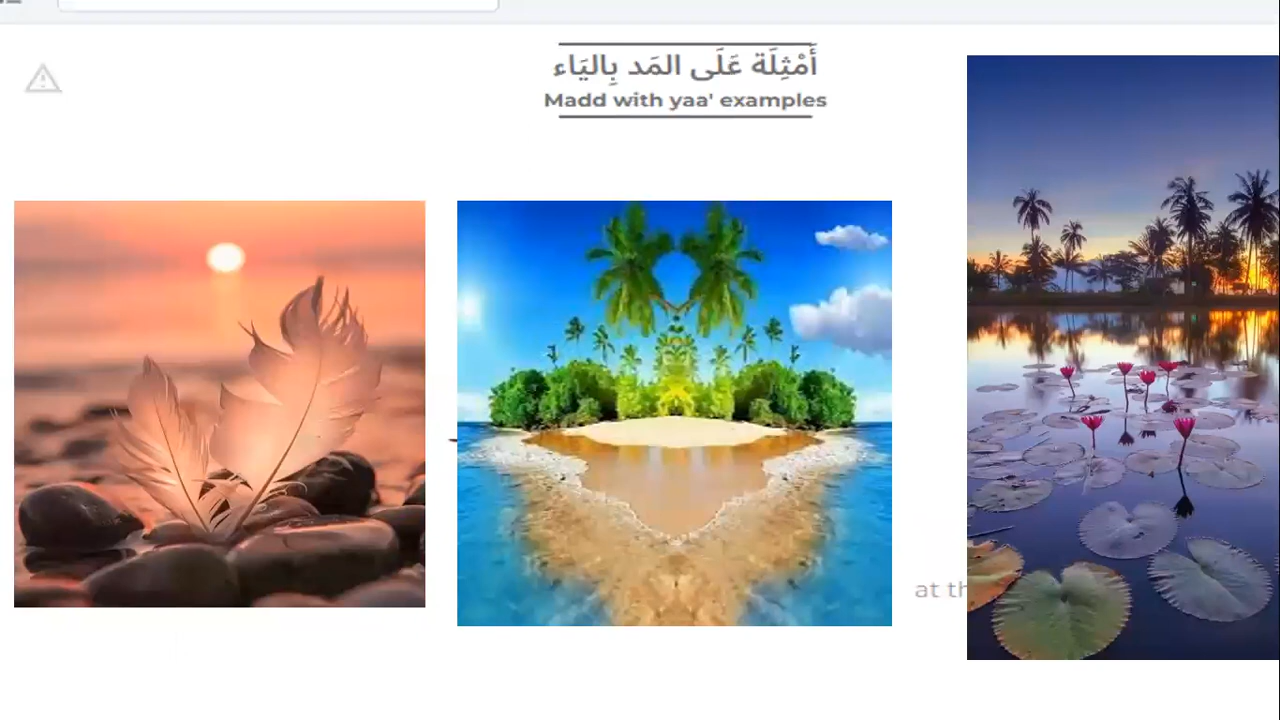 أَمْثِلَة عَلَى المَد بِاليَاء
Madd with yaa' examples
at th